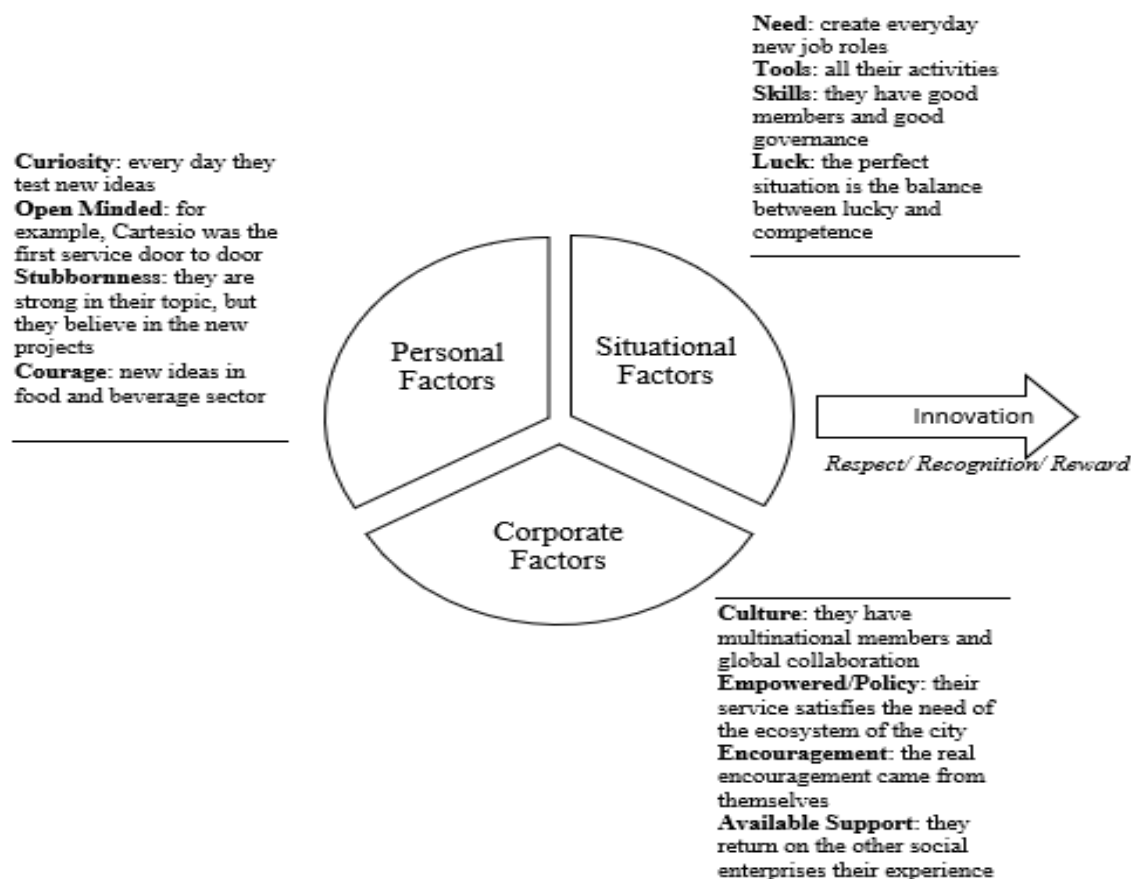 Need: create everyday
new job roles
Tools: all their activities
Skills: they have good
members and good
governance
Luck: the perfect
situation is the balance
between lucky and
competence
Curiosity: every day they
test new ideas
Open Minded: for
example, Cartesio was the
first service door to door
Stubbornness: they are
strong in their topic, but
they believe in the new
projects
Courage: new ideas in
food and beverage sector
Personal
Factors
Situational
Factors
Innovation
Respect/ Recognition/ Reward
Corporate
Factors
Culture: they have
multinational members and
global collaboration
Empowered/Policy: their
service satisfies the need of
the ecosystem of the city
Encouragement: the real
encouragement came from
themselves
Available Support: they
return on the other social
enterprises their experience